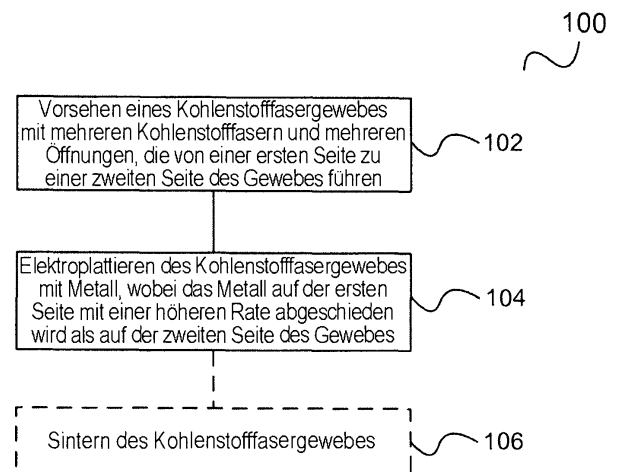 100
Vorsehen eines Kohlenstofffasergewebes
mit mehreren Kohlenstofffasern und mehreren
Öffnungen, die von einer ersten Seite zu
einer zweiten Seite des Gewebes führen
102
Elektroplattieren des Kohlenstofffasergewebes
mit Metall, wobei das Metall auf der ersten
Seite mit einer höheren Rate abgeschieden
wird als auf der zweiten Seite des Gewebes
104
Sintern des Kohlenstofffasergewebes
106